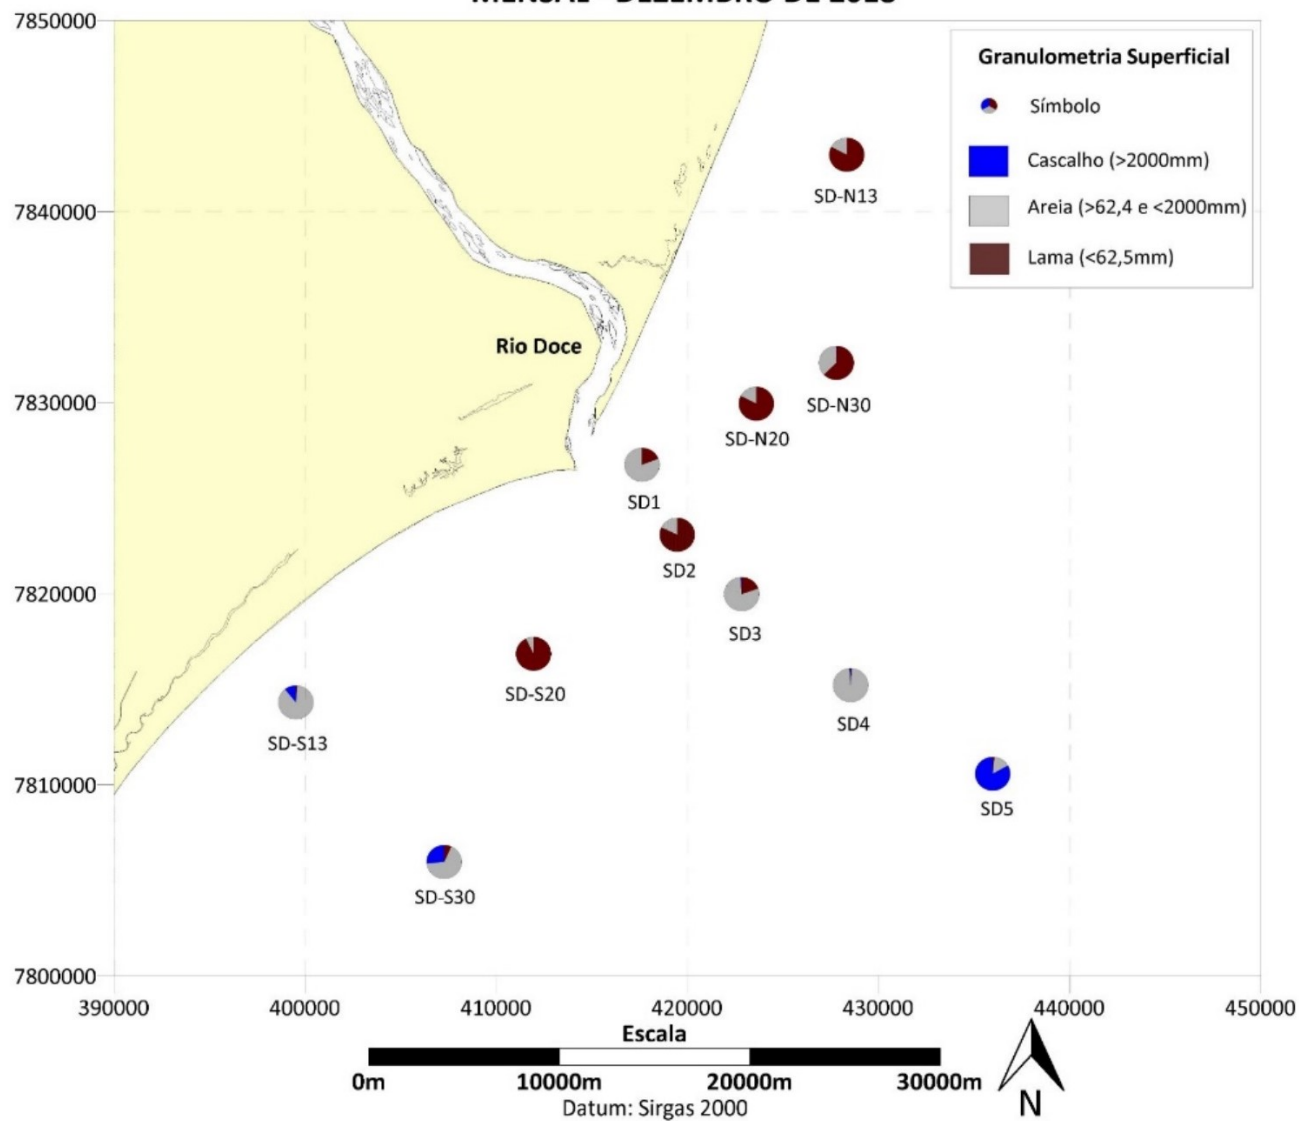 7850000
Granulometria Superficial
Símbolo
Cascalho (>2000mm)
Areia (>62,4 e <2000mm)
Lama (<62,5mm)
SD-N13
7840000
Rio Doce
SD-N30
7830000
SD-N20
SD1
SD2
7820000
SD3
SD-S20
SD4
SD-S13
7810000
SD5
SD-S30
7800000
390000 400000 410000 420000 430000 440000 450000
Escala
0m 10000m 20000m 30000m
Datum: Sirgas 2000
N